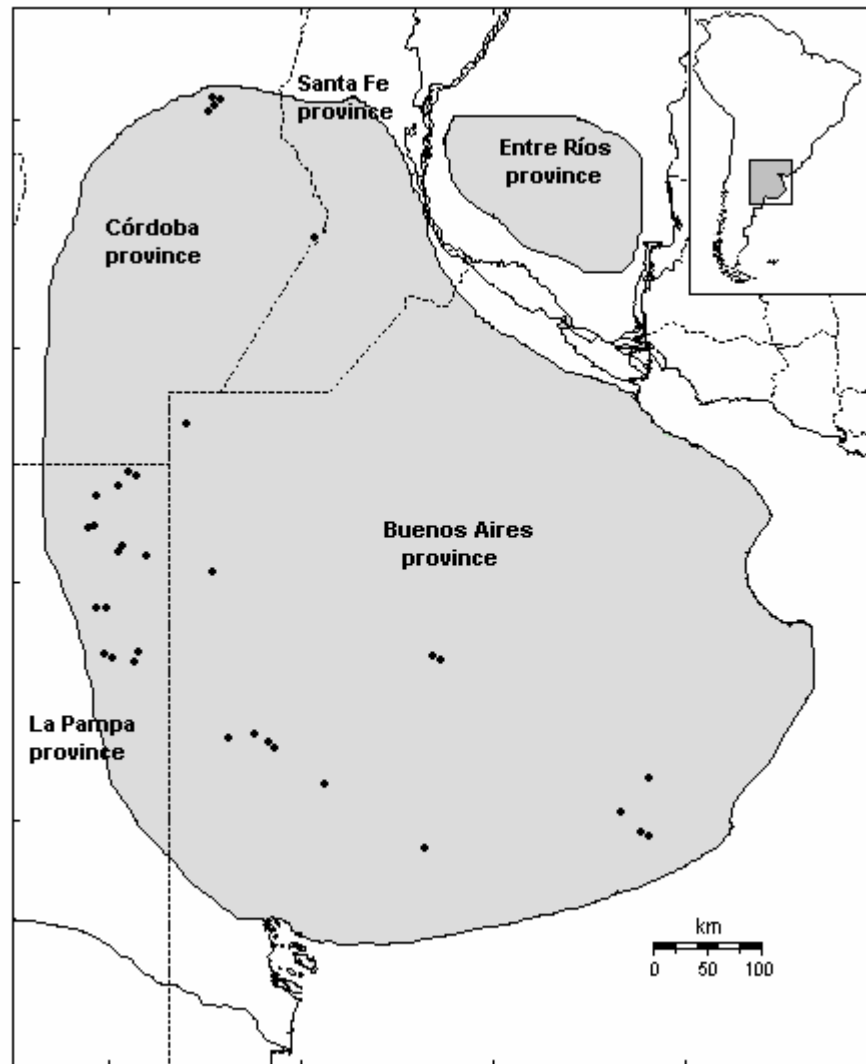 Santa Fe
province
Entre Ríos
province
Córdoba
province
Buenos Aires
province
La Pampa
province
km
0 50 100